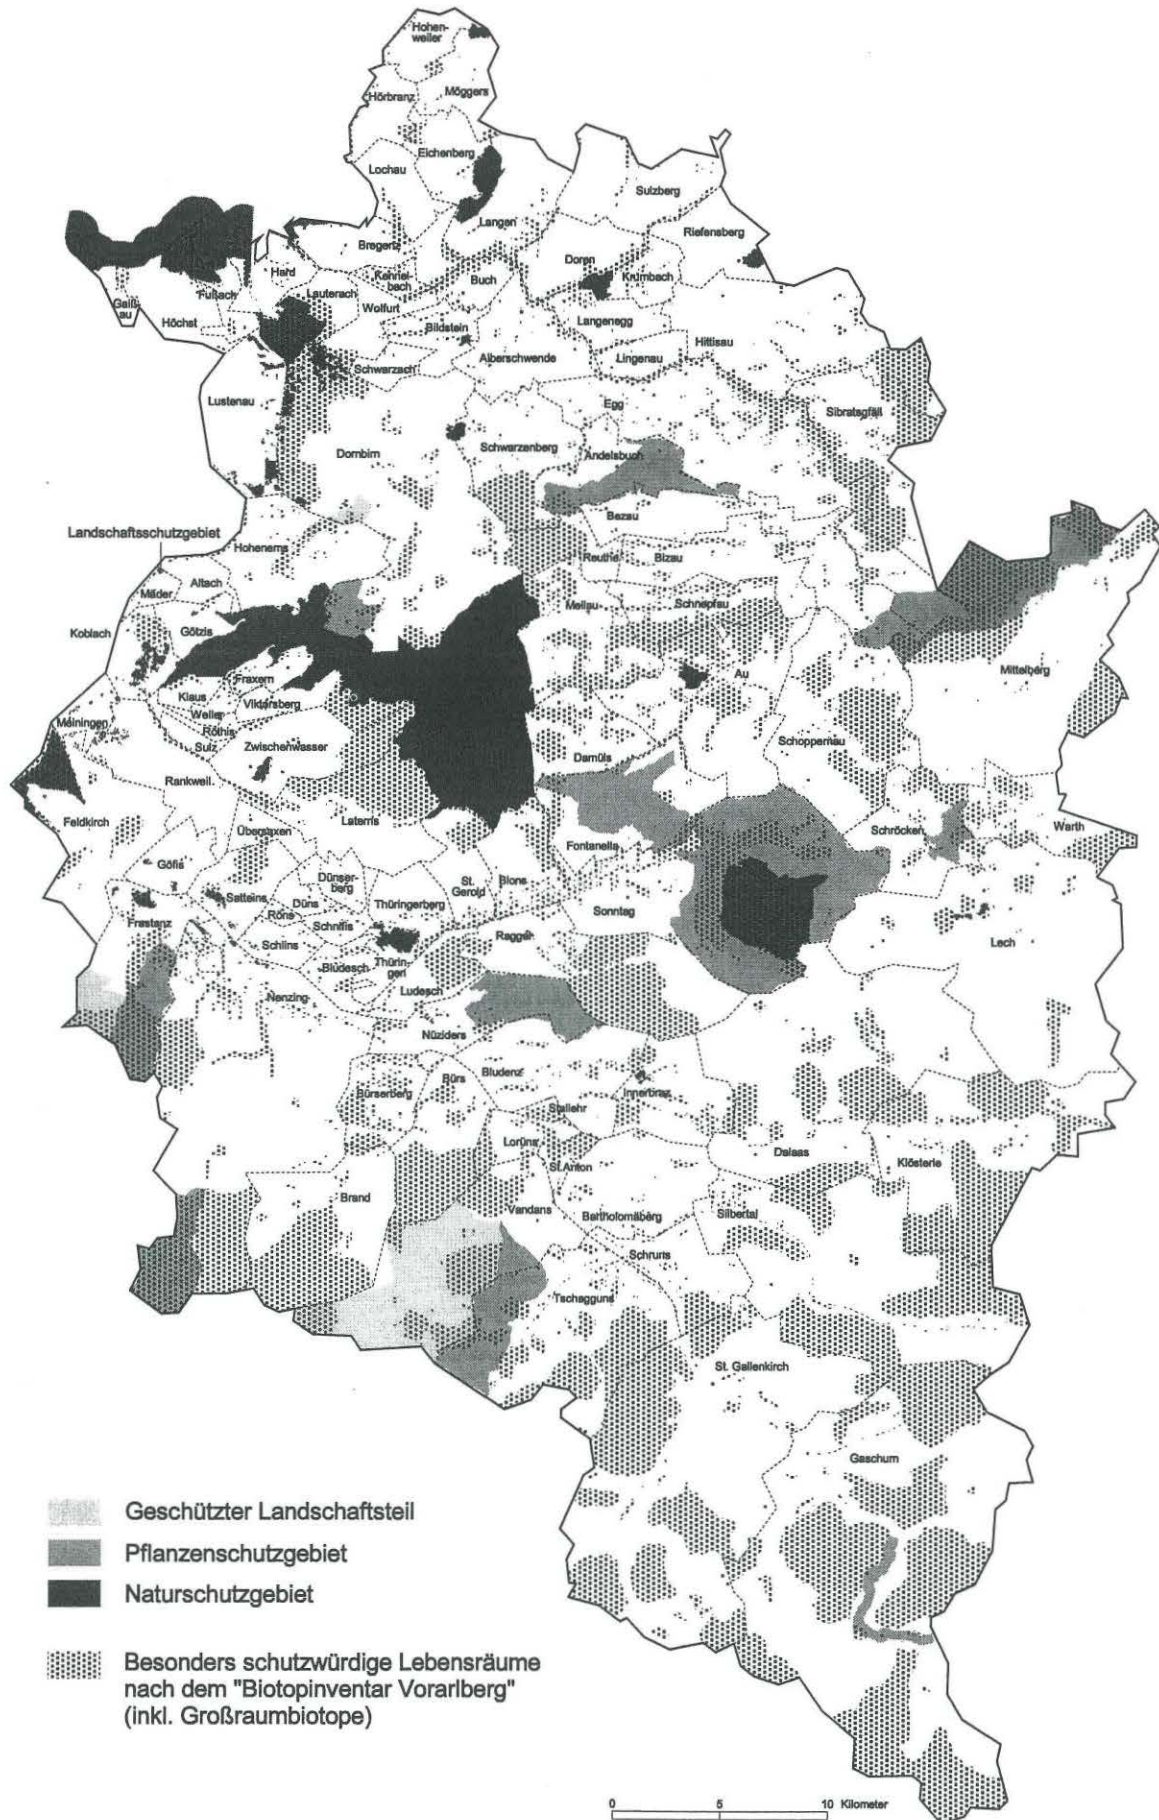 Hohen-
weiler
Hörbranz
Möggers
Eichenberg
Lochau
Sulzberg
Langen
Riefensberg
Bregenz
Hard
Kennel-
bach
Buch
Doren
Krumbach
Fußach
Lauterach
Gaiß-
au
Wolfurt
Höchst
Langenegg
Bildstein
Hittisau
Alberschwende
Lingenau
Schwarzach
Lustenau
Egg
Sibratsgfäll
Schwarzenberg
Dornbirn
Andelsbuch
Bezau
Landschaftsschutzgebiet
Hohenems
Reuthe
Bizau
Altach
Mäder
Mellau
Schnepfau
Koblach
Götzis
Mittelberg
Au
Fraxern
Klaus
Viktorsberg
Weiler
Meiningen
Röthis
Sulz
Zwischenwasser
Schoppernau
Damüls
Rankweil
Feldkirch
Übersaxen
Laterns
Schröcken
Warth
Fontanella
Göfis
Dünser-
berg
St.
Gerold
Blons
Satteins
Düns
Thüringerberg
Sonntag
Röns
Frastanz
Schnifis
Raggal
Lech
Schlins
Bludesch
Thürin-
gen
Nenzing
Ludesch
Nüziders
Bludenz
Bürs
Bürserberg
Innerbraz
Stallehr
Lorüns
Dalaas
Klösterle
St.Anton
Brand
Vandans
Bartholomäberg
Silbertal
Schruns
Tschagguns
St. Gallenkirch
Gaschurn
Geschützter Landschaftsteil
Pflanzenschutzgebiet
Naturschutzgebiet
Besonders schutzwürdige Lebensräume
nach dem "Biotopinventar Vorarlberg"
(inkl. Großraumbiotope)
0 5 10 Kilometer